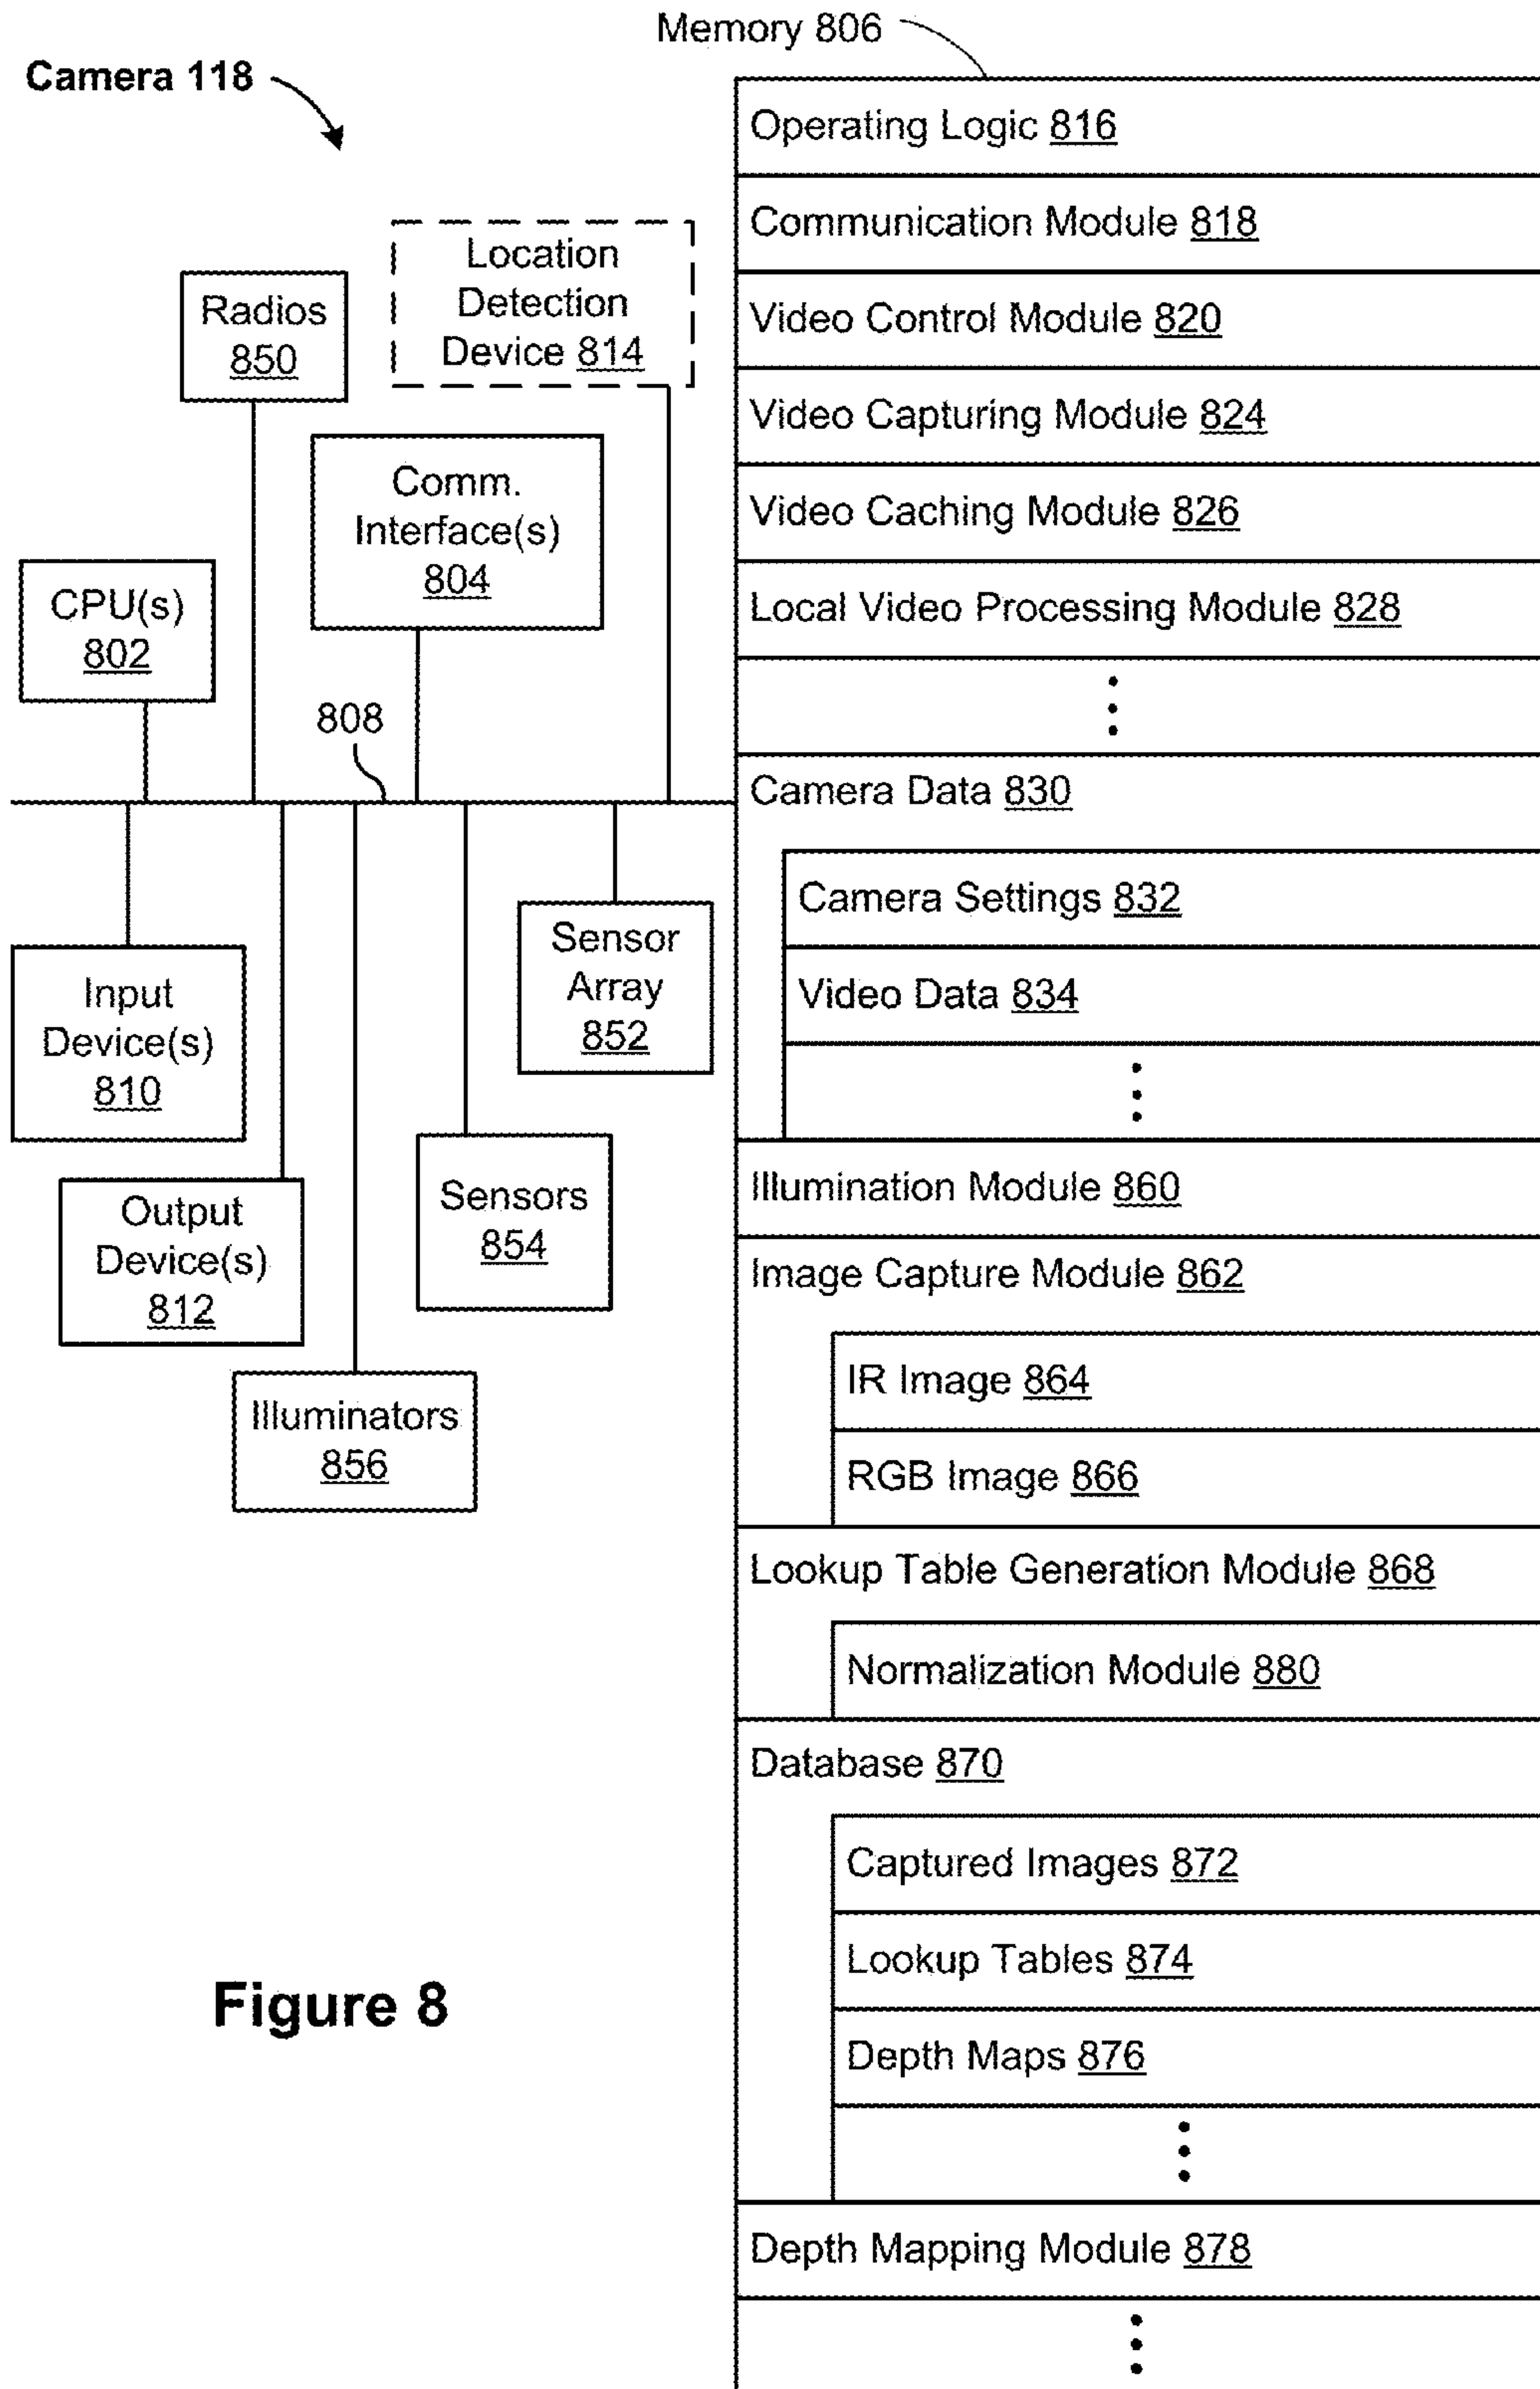 Memory 806
Camera 118
Location
Detection
Device 814
Radios
850
Comm.
Interface(s)
804
CPU(s)
802
808
Sensor
Array
852
Input
Device(s)
810
Sensors
854
Output
Device(s)
812
Illuminators
856
Operating Logic 816
Communication Module 818
Video Control Module 820
Video Capturing Module 824
Video Caching Module 826
Local Video Processing Module 828
Camera Data 830
Camera Settings 832
Video Data 834
Illumination Module 860
Image Capture Module 862
IR Image 864
RGB Image 866
Lookup Table Generation Module 868
Normalization Module 880
Database 870
Captured Images 872
Lookup Tables 874
Depth Maps 876
Depth Mapping Module 878
Figure 8